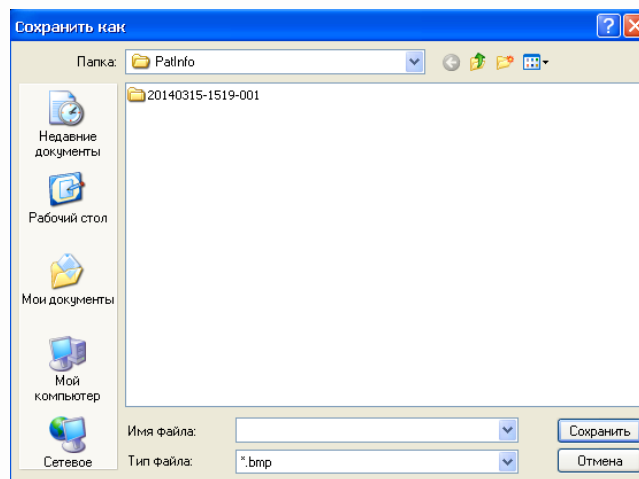 Сохранить как
Папка: PatInfo
20140315-1519-001
Недавние
документы
Рабочий стол
Мои документы
Мой
компьютер
Сетевое
Имя файла:
Сохранить
Тип файла: *.bmp
Отмена